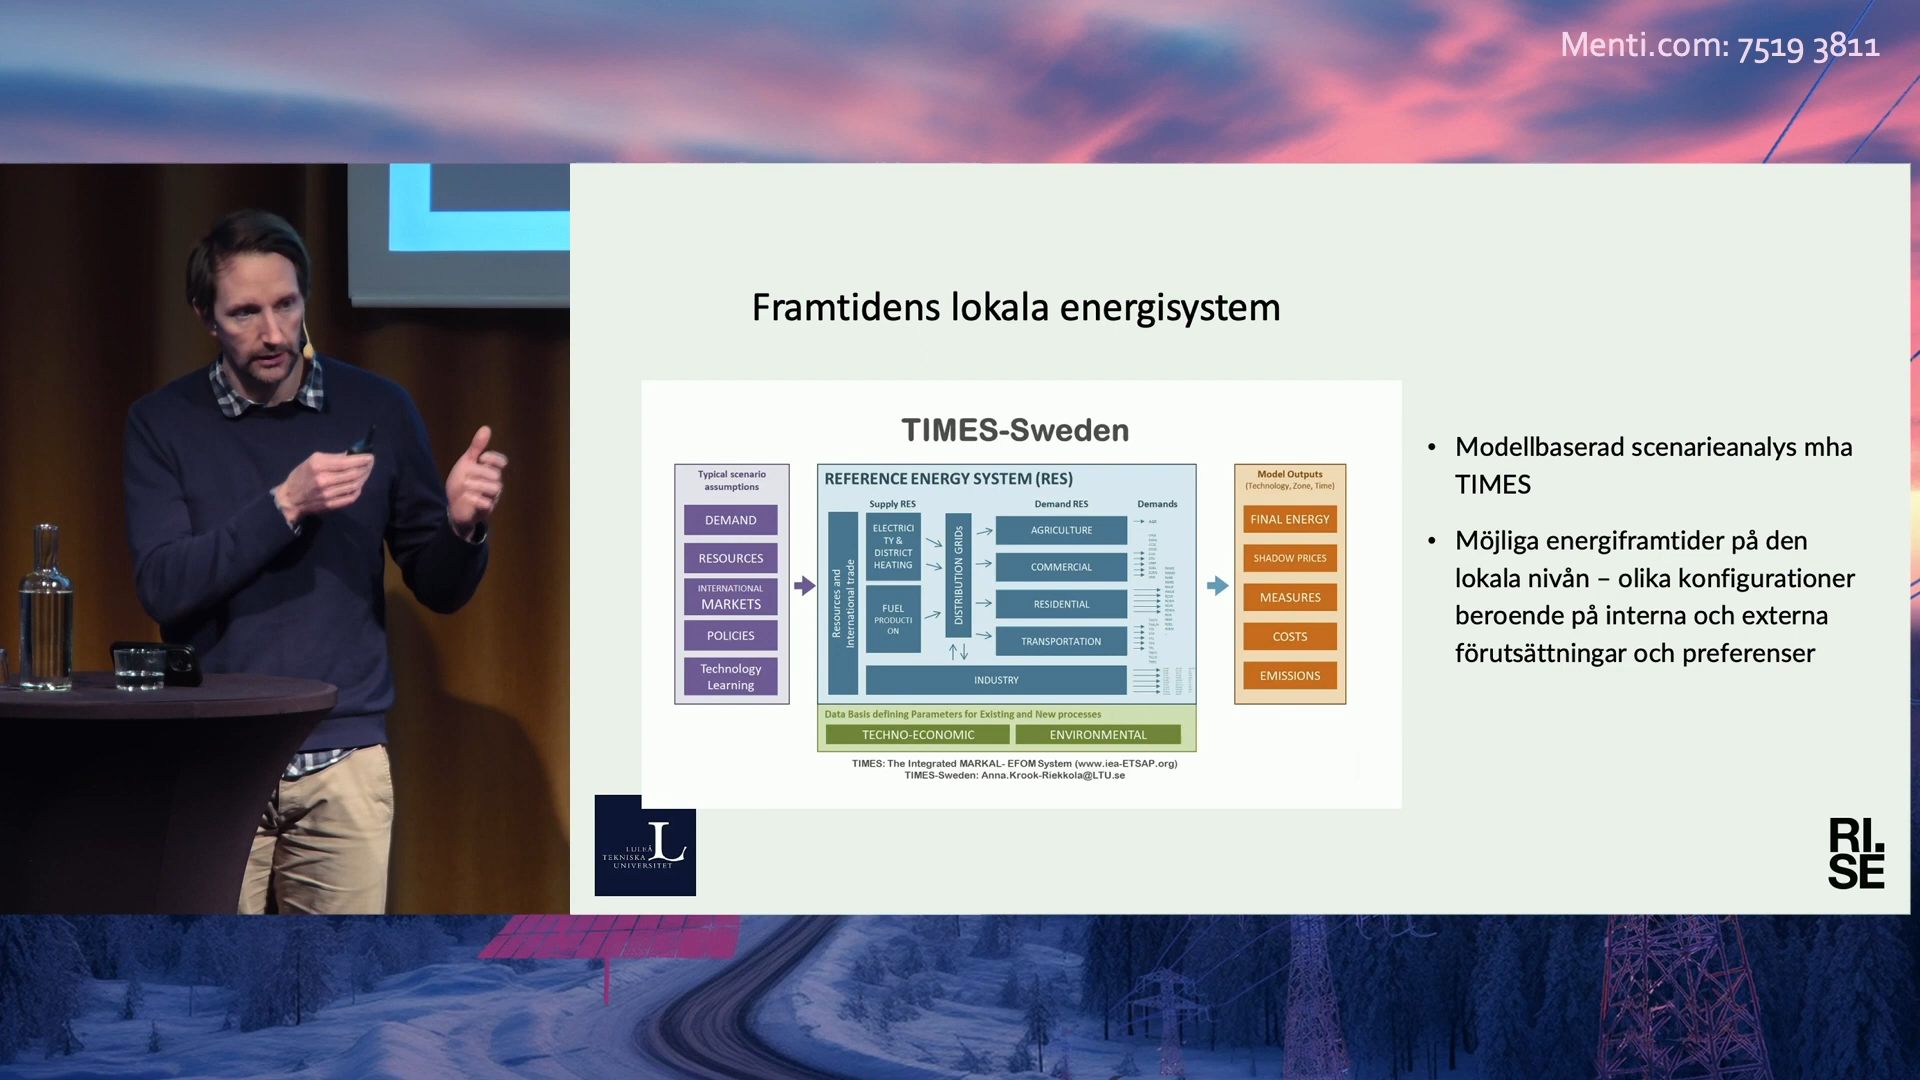 Menti.com: 7519 3811
Framtidens lokala energisystem
TIMES-Sweden
Typical scenario
assumptions
DEMAND
RESOURCES
INTERNATIONAL
MARKETS
POLICIES
Technology
Learning
REFERENCE ENERGY SYSTEM (RES)
Supply RES
Demand RES
Demands
Resources and
International trade
ELECTRICI
TY &
DISTRICT
HEATING
FUEL
PRODUCTI
ON
DISTRIBUTION GRIDs
AGRICULTURE
COMMERCIAL
RESIDENTIAL
TRANSPORTATION
INDUSTRY
Data Basis defining Parameters for Existing and New processes
TECHNO-ECONOMIC
ENVIRONMENTAL
Model Outputs
(Technology, Zone, Time)
FINAL ENERGY
SHADOW PRICES
MEASURES
COSTS
EMISSIONS
TIMES: The Integrated MARKAL- EFOM System (www.iea-ETSAP.org)
TIMES-Sweden: Anna.Krook-Riekkola@LTU.se
• Modellbaserad scenarieanalys mha
TIMES
• Möjliga energiframtider på den
lokala nivån – olika konfigurationer
beroende på interna och externa
förutsättningar och preferenser
L
LULEÅ
TEKNISKA
UNIVERSITET
RI.
SE